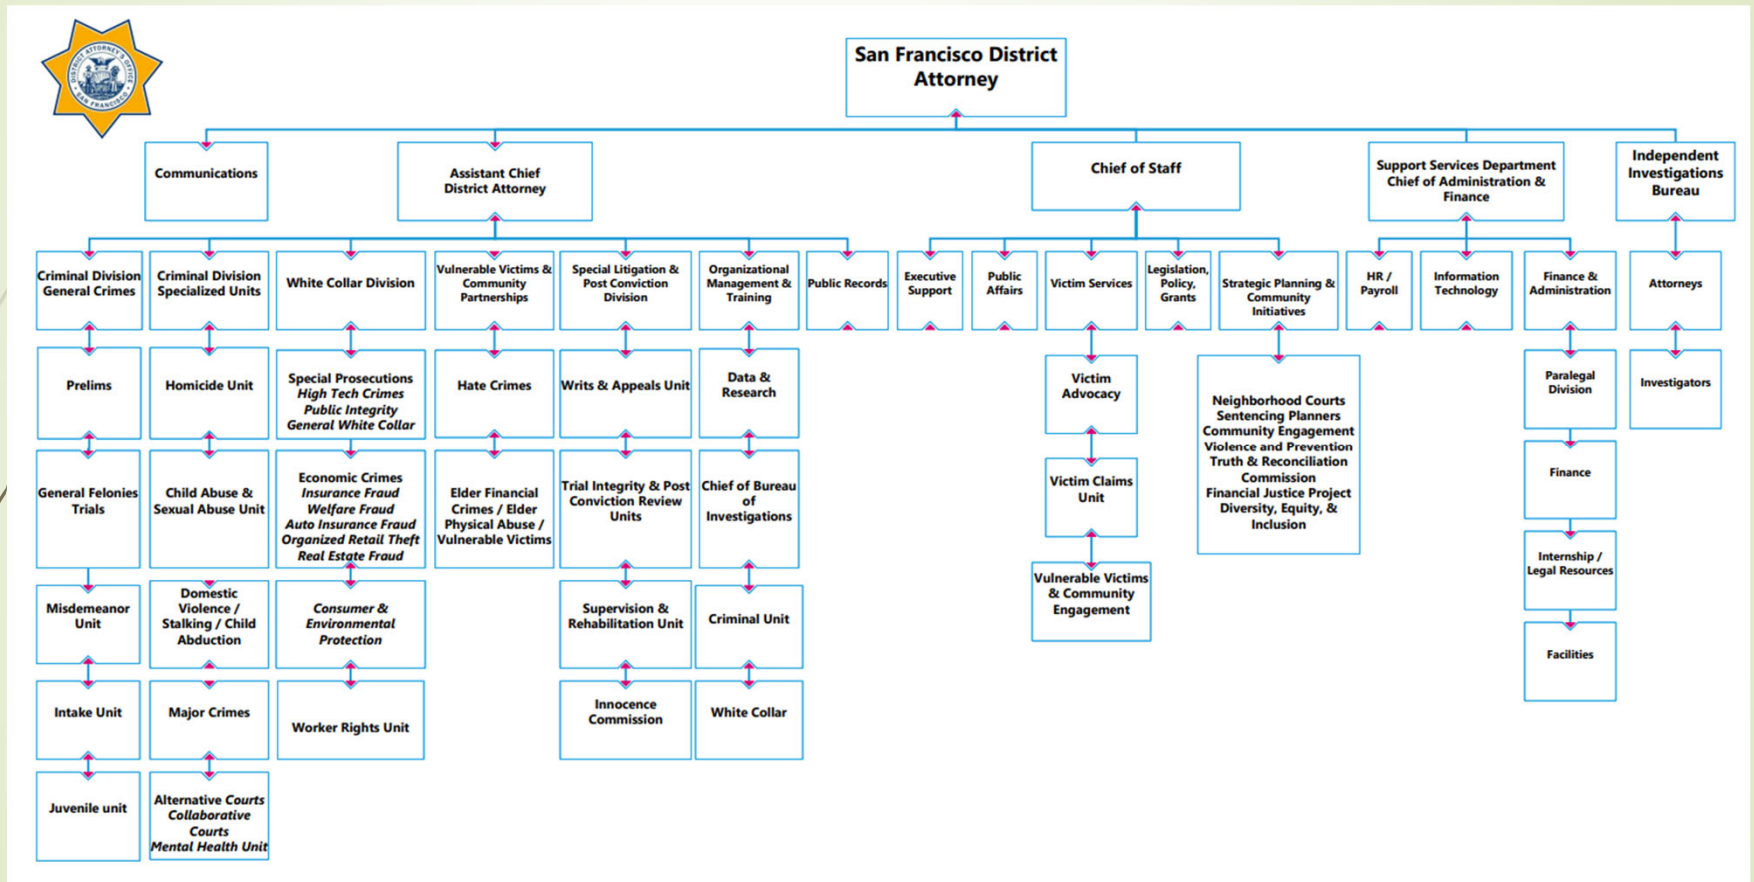 DISTRICT ATTORNEY'S OFFICE
SAN FRANCISCO
San Francisco District
Attorney
Communications
Assistant Chief
District Attorney
Chief of Staff
Support Services Department
Chief of Administration &
Finance
Independent
Investigations
Bureau
Criminal Division
General Crimes
Criminal Division
Specialized Units
White Collar Division
Vulnerable Victims &
Community
Partnerships
Special Litigation &
Post Conviction
Division
Organizational
Management &
Training
Public Records
Executive
Support
Public
Affairs
Victim Services
Legislation,
Policy,
Grants
Strategic Planning &
Community
Initiatives
HR /
Payroll
Information
Technology
Finance &
Administration
Attorneys
Prelims
Homicide Unit
Special Prosecutions
High Tech Crimes
Public Integrity
General White Collar
Hate Crimes
Writs & Appeals Unit
Data &
Research
Victim
Advocacy
Neighborhood Courts
Sentencing Planners
Community Engagement
Violence and Prevention
Truth & Reconciliation
Commission
Financial Justice Project
Diversity, Equity, &
Inclusion
Paralegal
Division
Investigators
General Felonies
Trials
Child Abuse &
Sexual Abuse Unit
Economic Crimes
Insurance Fraud
Welfare Fraud
Auto Insurance Fraud
Organized Retail Theft
Real Estate Fraud
Elder Financial
Crimes / Elder
Physical Abuse /
Vulnerable Victims
Trial Integrity & Post
Conviction Review
Units
Chief of Bureau
of
Investigations
Victim Claims
Unit
Finance
Misdemeanor
Unit
Domestic
Violence /
Stalking / Child
Abduction
Consumer &
Environmental
Protection
Supervision &
Rehabilitation Unit
Criminal Unit
Vulnerable Victims
& Community
Engagement
Internship /
Legal Resources
Intake Unit
Major Crimes
Worker Rights Unit
Innocence
Commission
White Collar
Facilities
Juvenile unit
Alternative Courts
Collaborative
Courts
Mental Health Unit